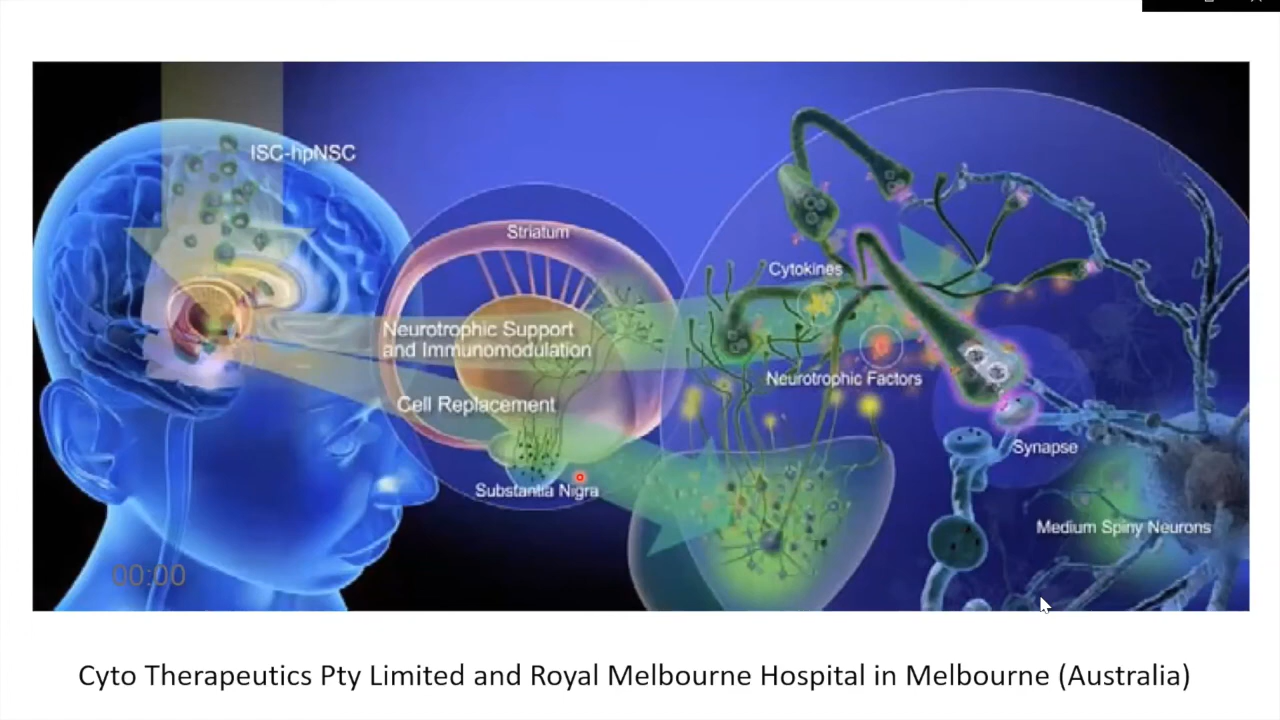 ISC-hpNSC
Striatum
Cytokines
Neurotrophic Support
and Immunomodulation
Neurotrophic Factors
Cell Replacement
Synapse
Substantia Nigra
Medium Spiny Neurons
00:00
Cyto Therapeutics Pty Limited and Royal Melbourne Hospital in Melbourne (Australia)